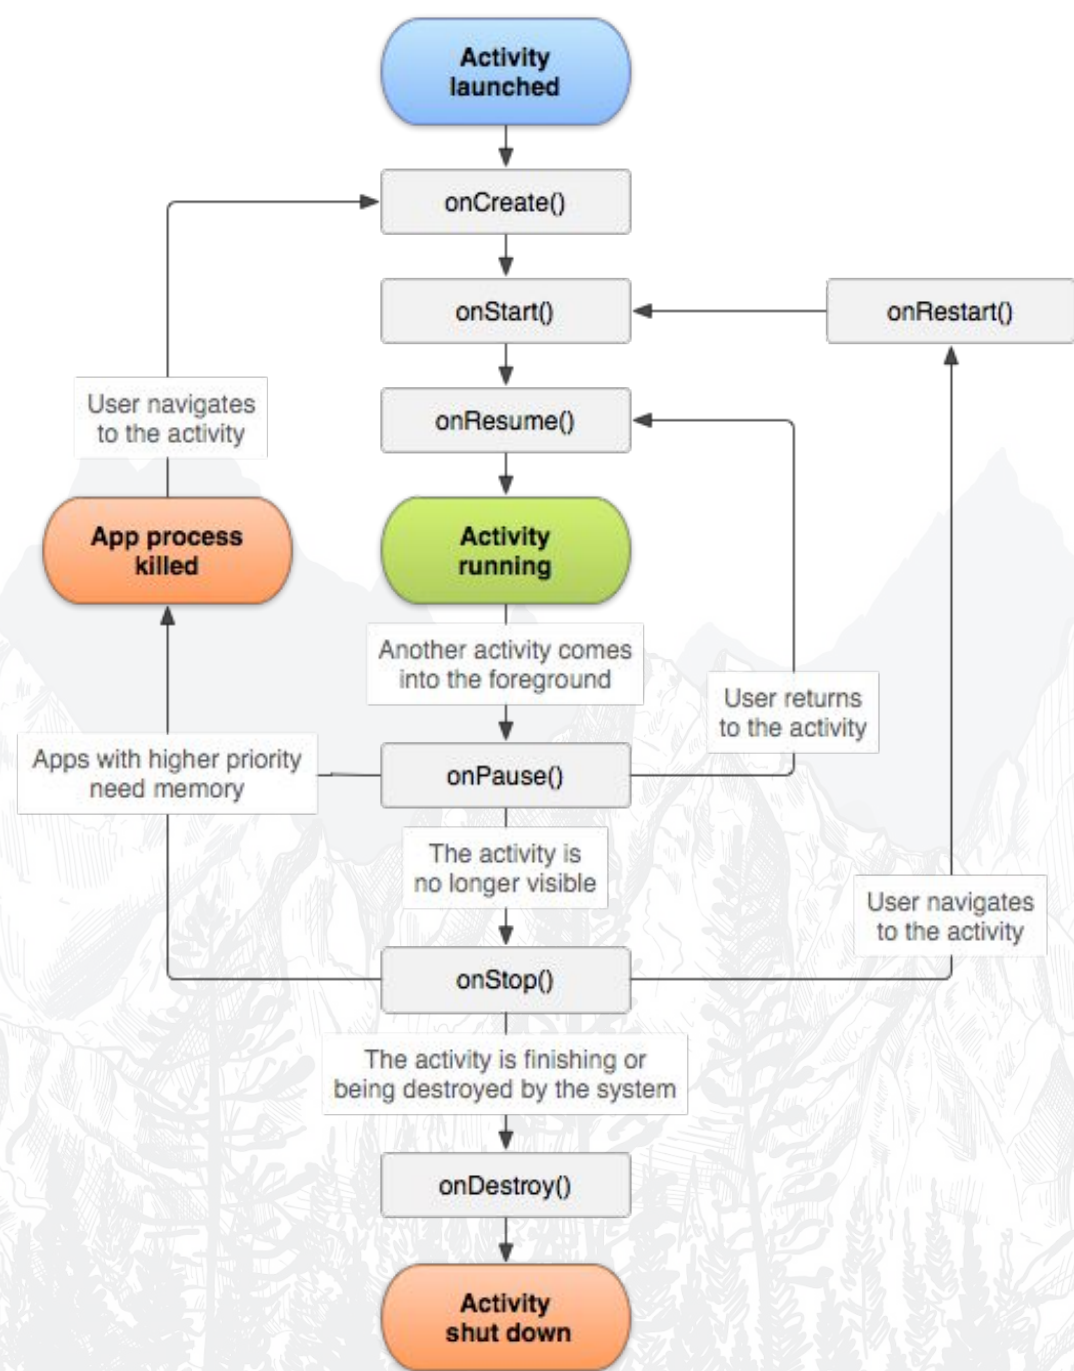 Activity
launched
onCreate()
onStart()
onRestart()
User navigates
to the activity
onResume()
App process
killed
Activity
running
Another activity comes
into the foreground
User returns
to the activity
Apps with higher priority
need memory
onPause()
The activity is
no longer visible
User navigates
to the activity
onStop()
The activity is finishing or
being destroyed by the system
onDestroy()
Activity
shut down